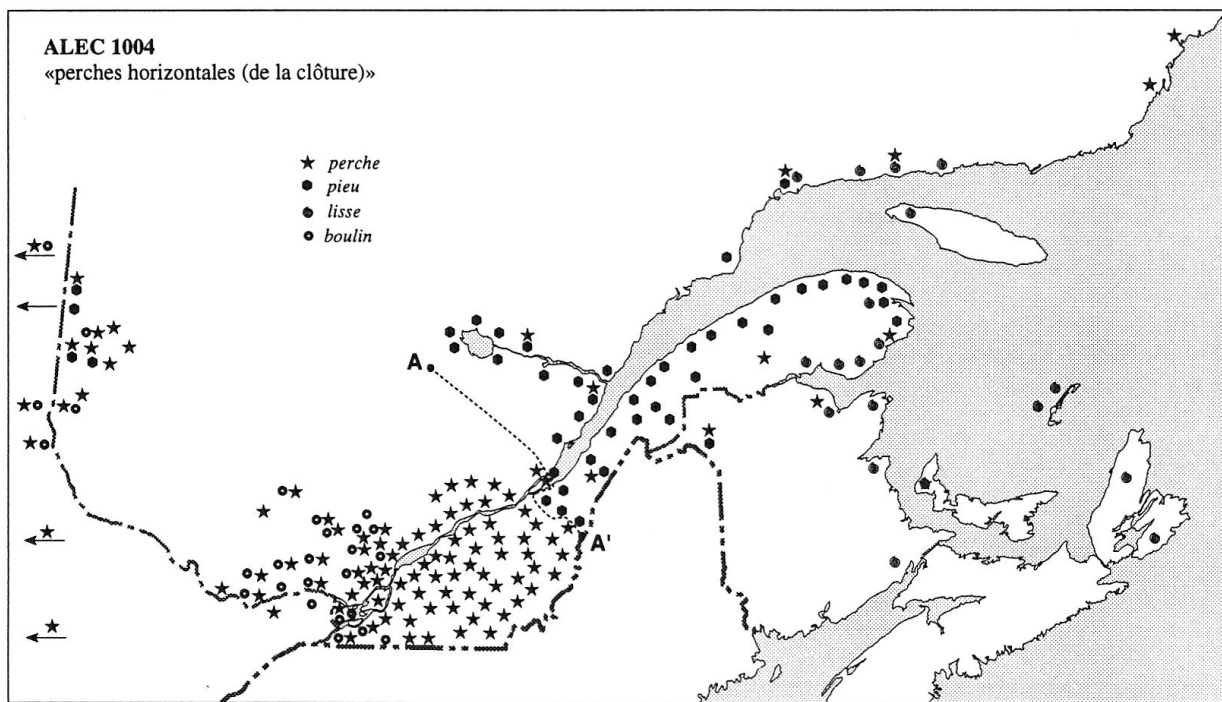 ALEC 1004
«perches horizontales (de la clôture)»
perche
pieu
lisse
boulin
A
A'